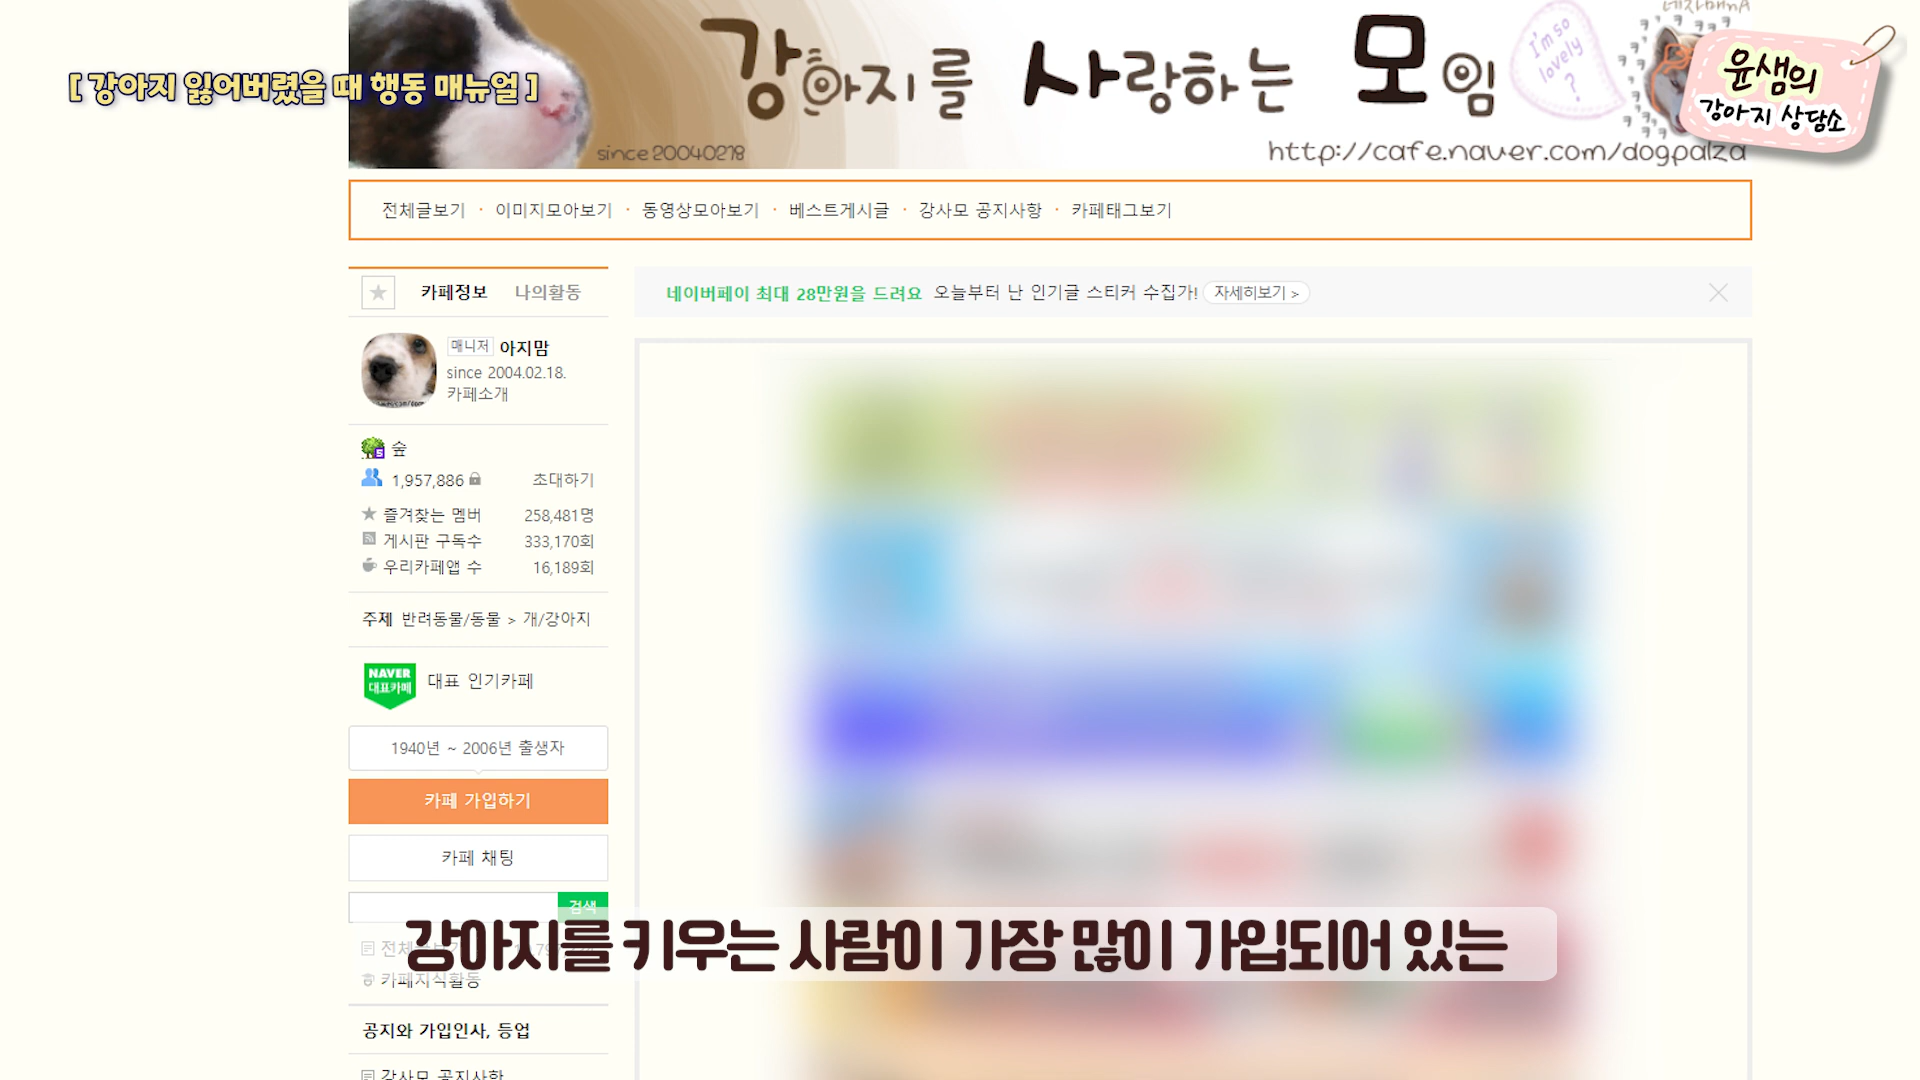 [ 강아지 잃어버렸을 때 행동 매뉴얼 ]
강아지를 사랑하는 모임
I'm so lovely?
since 20040218
http://cafe.naver.com/dogpalza
윤샘의
강아지 상담소
전체글보기 · 이미지모아보기 · 동영상모아보기 · 베스트게시글 · 강사모 공지사항 · 카페태그보기
카페정보 나의활동
네이버페이 최대 28만원을 드려요 오늘부터 난 인기글 스티커 수집가! 자세히보기 >
매니저 아지맘
since 2004.02.18.
카페소개
숲
1,957,886 초대하기
즐겨찾는 멤버 258,481명
게시판 구독수 333,170회
우리카페앱 수 16,189회
주제 반려동물/동물 > 개/강아지
NAVER
대표카페
대표 인기카페
1940년 ~ 2006년 출생자
카페 가입하기
카페 채팅
검색
강아지를 키우는 사람이 가장 많이 가입되어 있는
카페지식활동
공지와 가입인사, 등업
강사모 공지사항